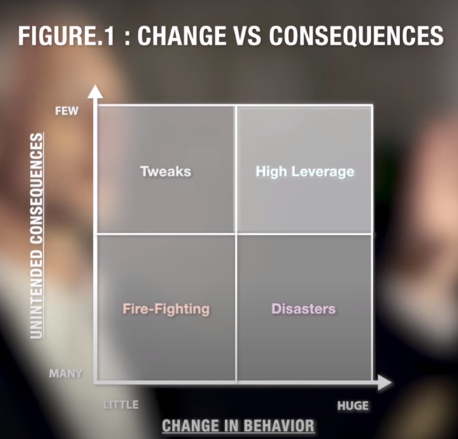 FIGURE.1 : CHANGE VS CONSEQUENCES
FEW
UNINTENDED CONSEQUENCES
Tweaks
High Leverage
Fire-Fighting
Disasters
MANY
LITTLE
HUGE
CHANGE IN BEHAVIOR